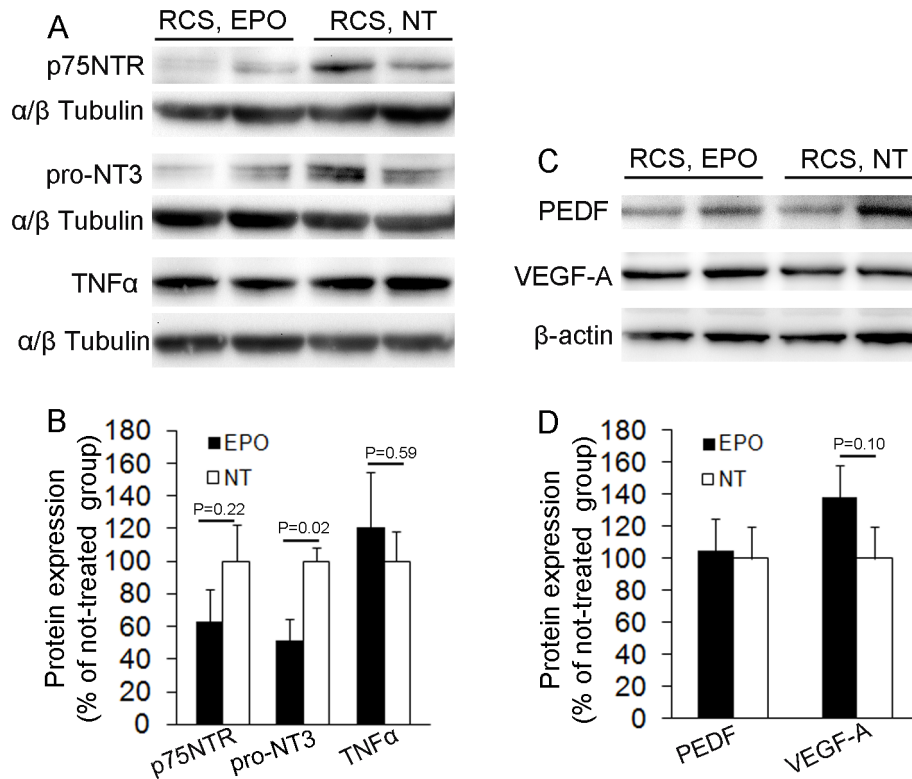 A
RCS, EPO
RCS, NT
p75NTR
α/β Tubulin
pro-NT3
α/β Tubulin
TNFα
α/β Tubulin
B
Protein expression
(% of not-treated group)
180
160
140
120
100
80
60
40
20
0
EPO
NT
P=0.22
P=0.02
P=0.59
p75NTR
pro-NT3
TNFα
C
RCS, EPO
RCS, NT
PEDF
VEGF-A
β-actin
D
Protein expression
(% of not-treated group)
180
160
140
120
100
80
60
40
20
0
EPO
NT
P=0.10
PEDF
VEGF-A